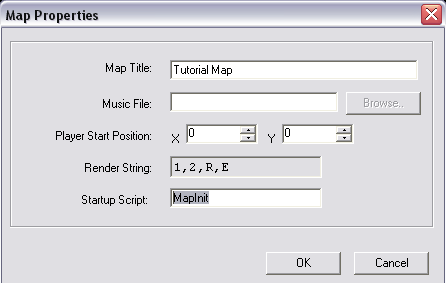 Map Properties
Map Title: Tutorial Map
Music File: Browse...
Player Start Position: X 0 Y 0
Render String: 1,2,R,E
Startup Script: MapInit
OK Cancel